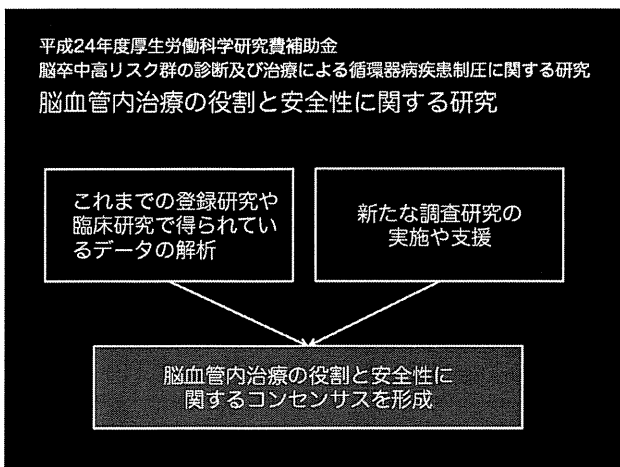 平成24年度厚生労働科学研究費補助金
脳卒中高リスク群の診断及び治療による循環器病疾患制圧に関する研究
脳血管内治療の役割と安全性に関する研究
これまでの登録研究や
臨床研究で得られてい
るデータの解析
新たな調査研究の
実施や支援
脳血管内治療の役割と安全性に
関するコンセンサスを形成